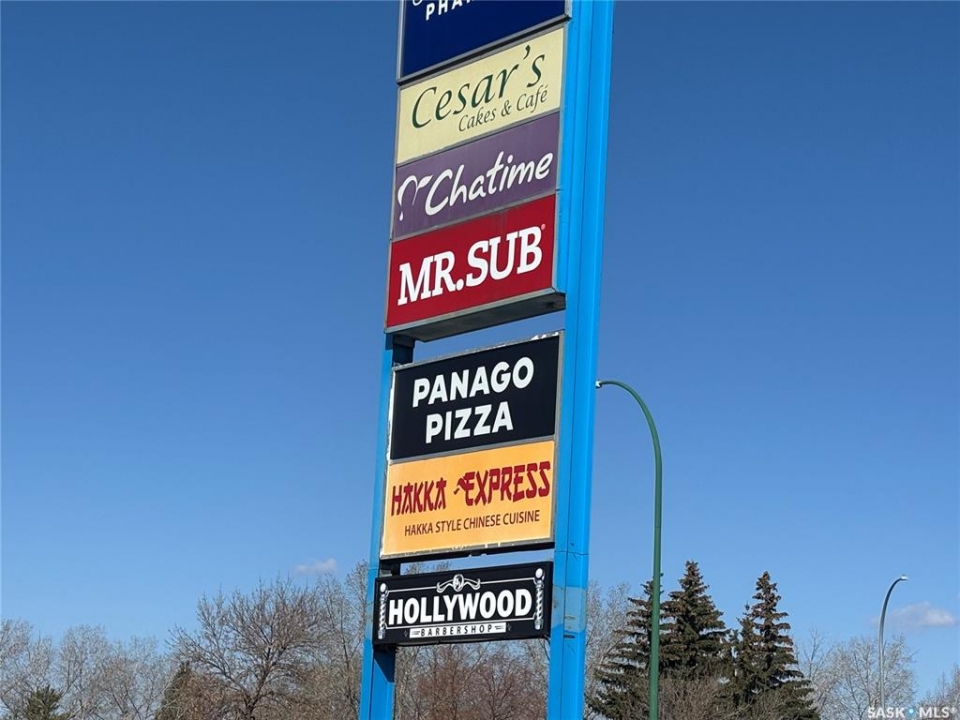 Cesar's
Cakes & Café
Chatime
MR.SUB
PANAGO
PIZZA
HAKKA EXPRESS
HAKKA STYLE CHINESE CUISINE
HOLLYWOOD
BARBERSHOP
SASK • MLS®